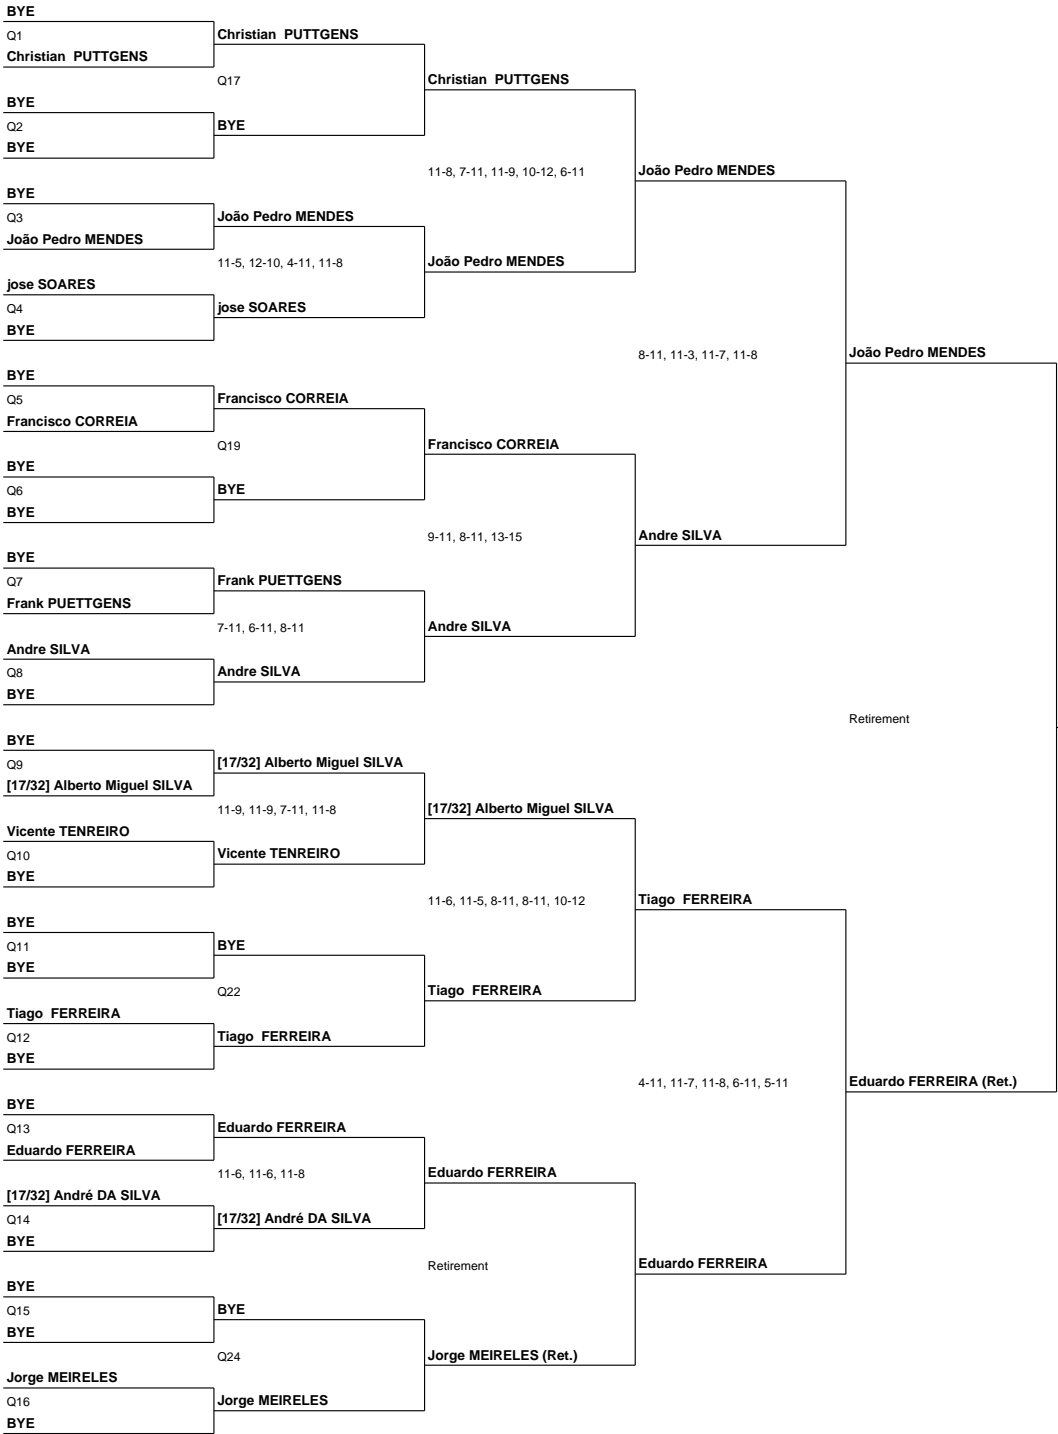 BYE
Q1
Christian PUTTGENS
Christian PUTTGENS
Q17
Christian PUTTGENS
BYE
Q2
BYE
BYE
11-8, 7-11, 11-9, 10-12, 6-11
João Pedro MENDES
BYE
Q3
João Pedro MENDES
João Pedro MENDES
11-5, 12-10, 4-11, 11-8
João Pedro MENDES
jose SOARES
Q4
BYE
jose SOARES
8-11, 11-3, 11-7, 11-8
João Pedro MENDES
BYE
Q5
Francisco CORREIA
Francisco CORREIA
Q19
Francisco CORREIA
BYE
Q6
BYE
BYE
9-11, 8-11, 13-15
Andre SILVA
BYE
Q7
Frank PUETTGENS
Frank PUETTGENS
7-11, 6-11, 8-11
Andre SILVA
Andre SILVA
Q8
BYE
Andre SILVA
Retirement
BYE
Q9
[17/32] Alberto Miguel SILVA
[17/32] Alberto Miguel SILVA
11-9, 11-9, 7-11, 11-8
[17/32] Alberto Miguel SILVA
Vicente TENREIRO
Q10
BYE
Vicente TENREIRO
11-6, 11-5, 8-11, 8-11, 10-12
Tiago FERREIRA
BYE
Q11
BYE
BYE
Q22
Tiago FERREIRA
Tiago FERREIRA
Q12
BYE
Tiago FERREIRA
4-11, 11-7, 11-8, 6-11, 5-11
Eduardo FERREIRA (Ret.)
BYE
Q13
Eduardo FERREIRA
Eduardo FERREIRA
11-6, 11-6, 11-8
Eduardo FERREIRA
[17/32] André DA SILVA
Q14
BYE
[17/32] André DA SILVA
Retirement
Eduardo FERREIRA
BYE
Q15
BYE
BYE
Q24
Jorge MEIRELES (Ret.)
Jorge MEIRELES
Q16
BYE
Jorge MEIRELES